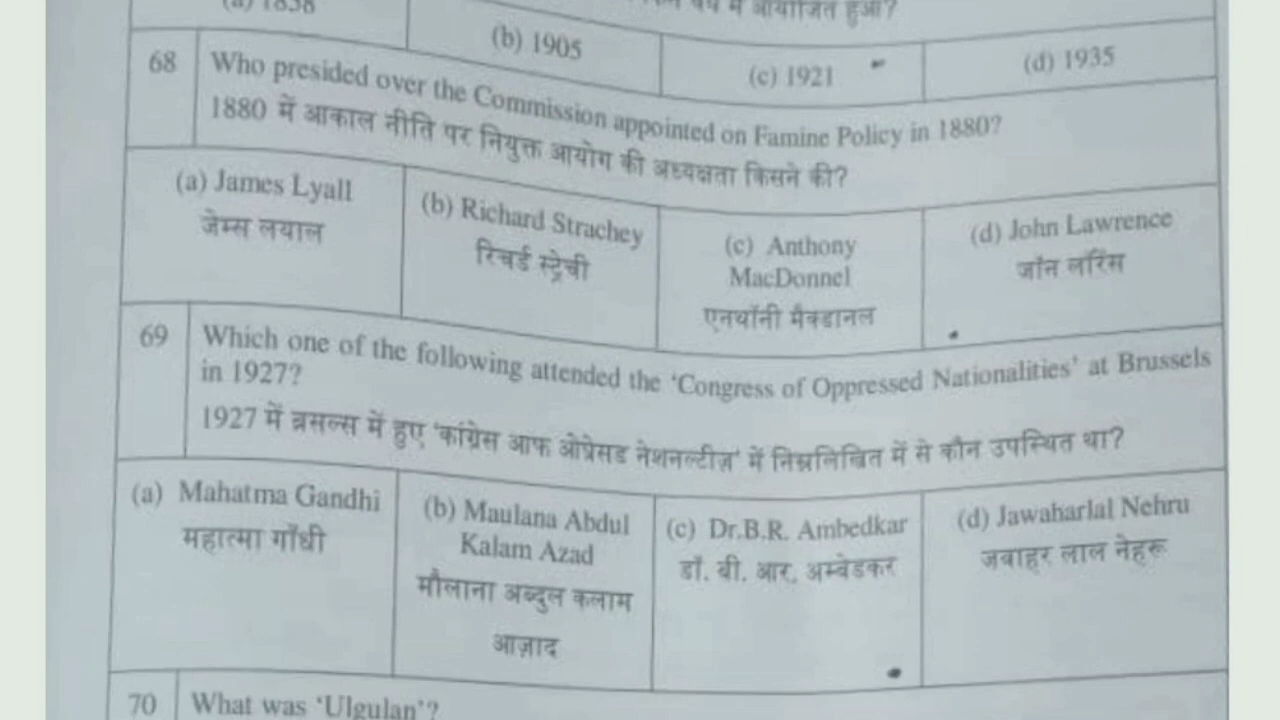 (a) 1838
वर्ष में आयोजित हुआ?
(b) 1905
(c) 1921
(d) 1935
68
Who presided over the Commission appointed on Famine Policy in 1880?
1880 में आकाल नीति पर नियुक्त आयोग की अध्यक्षता किसने की?
(a) James Lyall
जेम्स लयाल
(b) Richard Strachey
रिचर्ड स्ट्रेची
(c) Anthony
MacDonnel
एनथॉनी मैक्डानल
(d) John Lawrence
जॉन लॉरेंस
69
Which one of the following attended the ‘Congress of Oppressed Nationalities’ at Brussels
in 1927?
1927 में ब्रसल्स में हुए ‘कांग्रेस आफ ओप्रेसड नेशनल्टीज़’ में निम्नलिखित में से कौन उपस्थित था?
(a) Mahatma Gandhi
महात्मा गाँधी
(b) Maulana Abdul
Kalam Azad
मौलाना अब्दुल कलाम
आज़ाद
(c) Dr.B.R. Ambedkar
डॉ. बी. आर. अम्बेडकर
(d) Jawaharlal Nehru
जवाहर लाल नेहरू
70
What was ‘Ulgulan’?